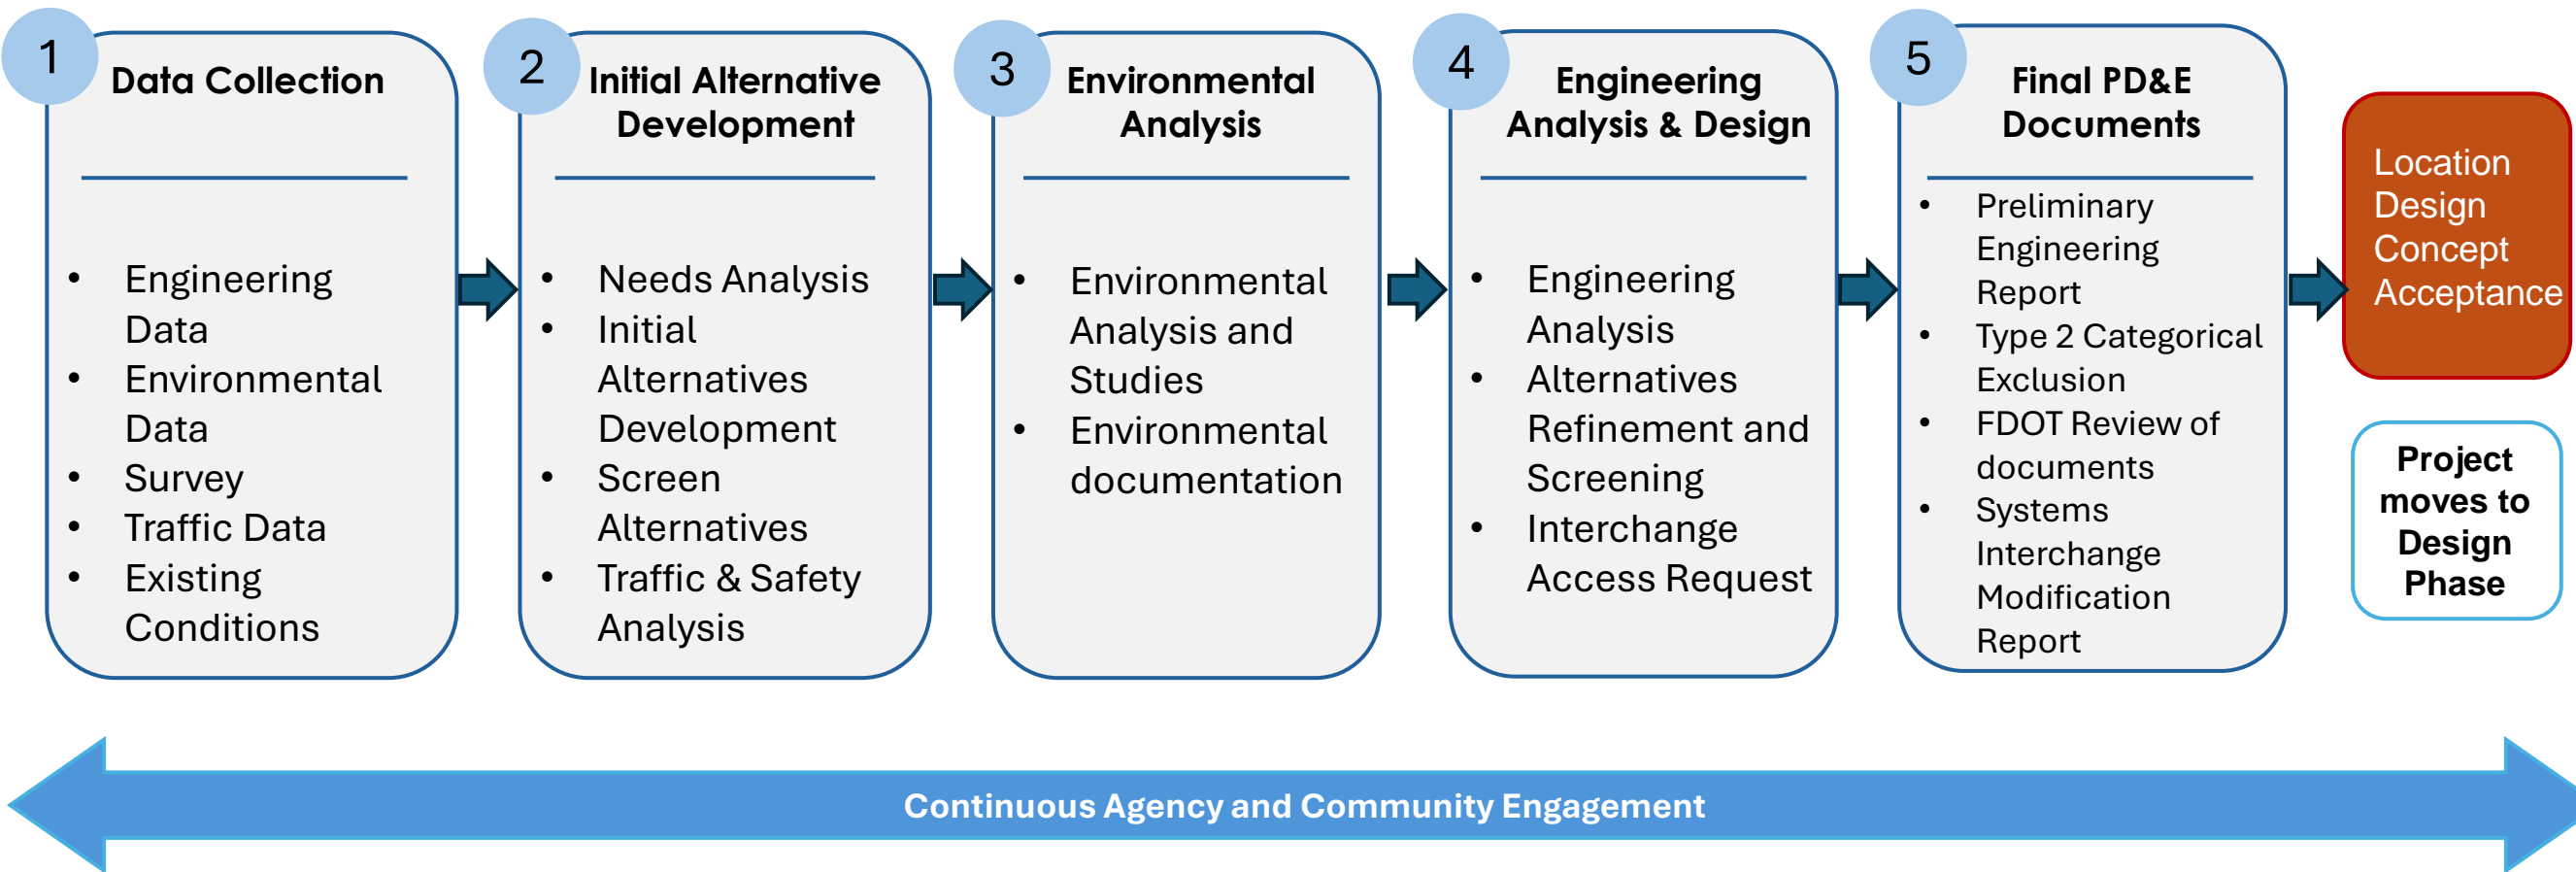 1
Data Collection
• Engineering
Data
• Environmental
Data
• Survey
• Traffic Data
• Existing
Conditions
2
Initial Alternative
Development
• Needs Analysis
• Initial
Alternatives
Development
• Screen
Alternatives
• Traffic & Safety
Analysis
3
Environmental
Analysis
• Environmental
Analysis and
Studies
• Environmental
documentation
4
Engineering
Analysis & Design
• Engineering
Analysis
• Alternatives
Refinement and
Screening
• Interchange
Access Request
5
Final PD&E
Documents
• Preliminary
Engineering
Report
• Type 2 Categorical
Exclusion
• FDOT Review of
documents
• Systems
Interchange
Modification
Report
Location
Design
Concept
Acceptance
Project
moves to
Design
Phase
Continuous Agency and Community Engagement